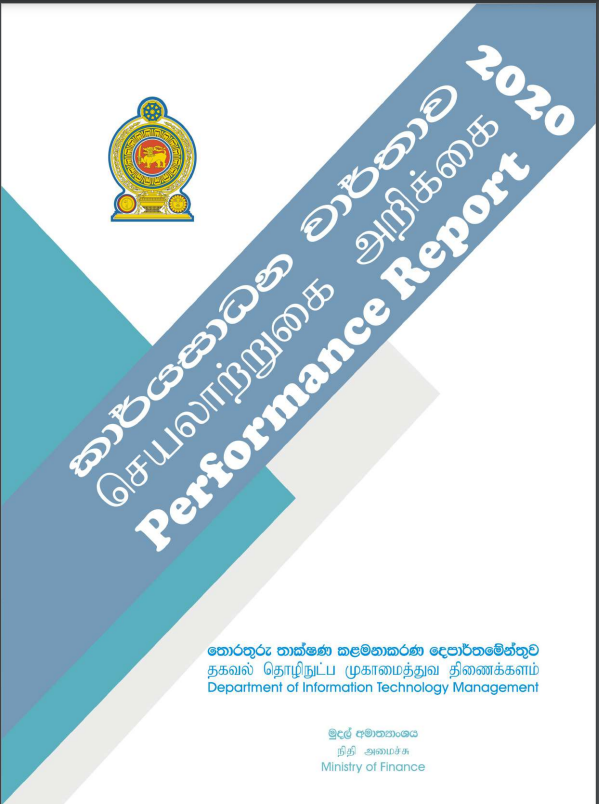 2020
කාර්යසාධන වාර්තාව
செயலாற்றுகை அறிக்கை
Performance Report
තොරතුරු තාක්ෂණ කළමනාකරණ දෙපාර්තමේන්තුව
தகவல் தொழிநுட்ப முகாமைத்துவ திணைக்களம்
Department of Information Technology Management
මුදල් අමාත්‍යාංශය
நிதி அமைச்சு
Ministry of Finance